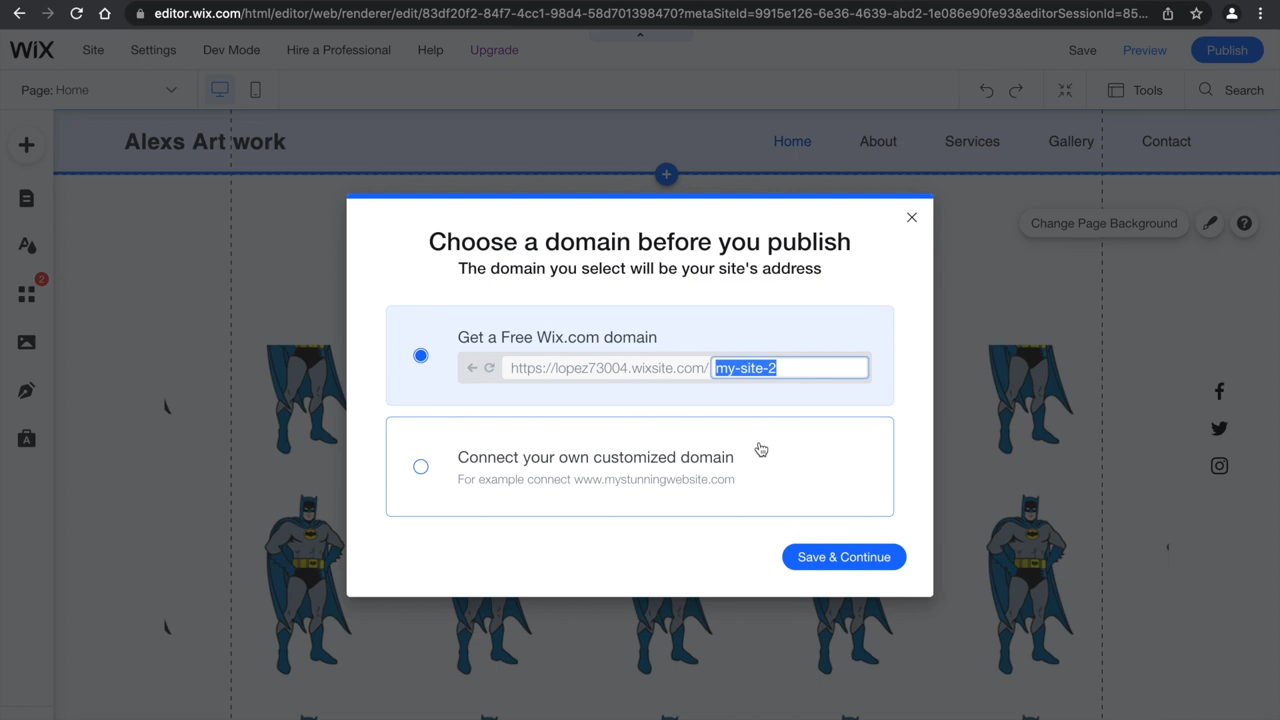 editor.wix.com/html/editor/web/renderer/edit/83df20f2-84f7-4cc1-98d4-58d701398470?metaSiteId=9915e126-6e36-4639-abd2-1e086e90fe93&editorSessionId=85...
WiX Site Settings Dev Mode Hire a Professional Help Upgrade Save Preview Publish
Page: Home Tools Search
Alexs Art work Home About Services Gallery Contact
Change Page Background
2
Choose a domain before you publish
The domain you select will be your site's address
Get a Free Wix.com domain
https://lopez73004.wixsite.com/ my-site-2
Connect your own customized domain
For example connect www.mystunningwebsite.com
Save & Continue